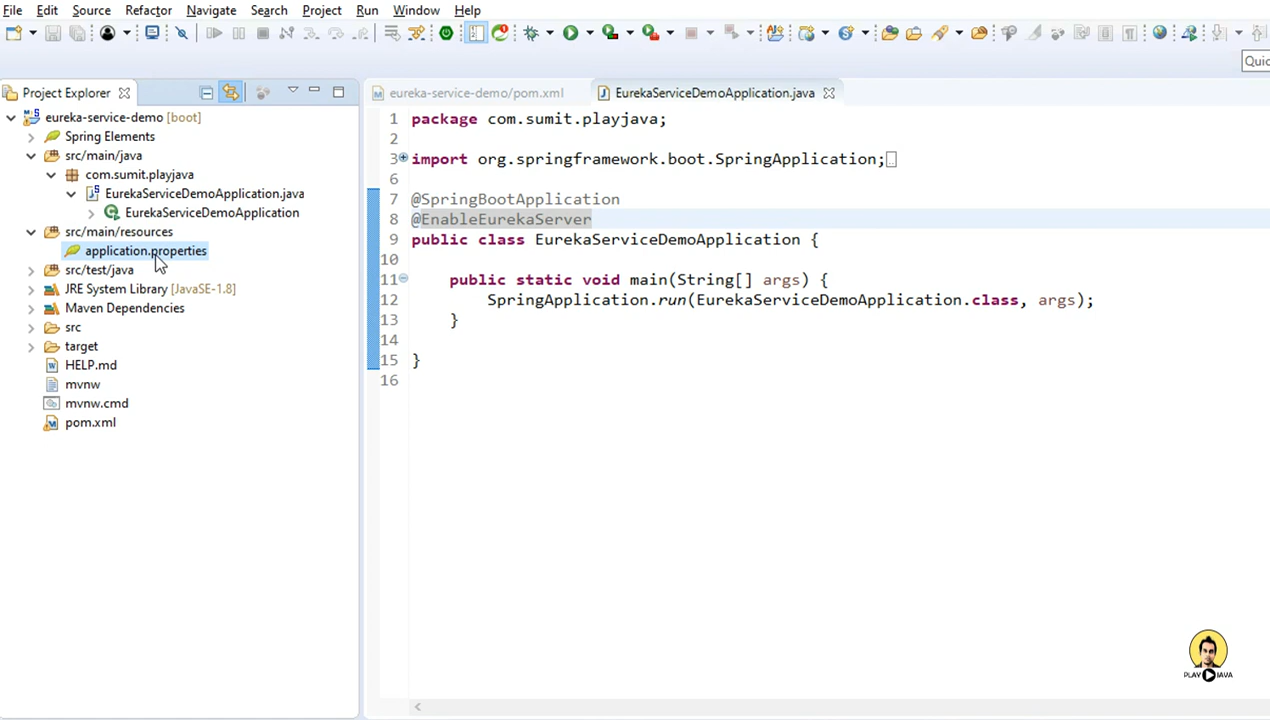 File Edit Source Refactor Navigate Search Project Run Window Help
Quic
Project Explorer
eureka-service-demo/pom.xml
EurekaServiceDemoApplication.java
eureka-service-demo [boot]
Spring Elements
src/main/java
com.sumit.playjava
EurekaServiceDemoApplication.java
EurekaServiceDemoApplication
src/main/resources
application.properties
src/test/java
JRE System Library [JavaSE-1.8]
Maven Dependencies
src
target
HELP.md
mvnw
mvnw.cmd
pom.xml
1 package com.sumit.playjava;
2
3 import org.springframework.boot.SpringApplication;
6
7 @SpringBootApplication
8 @EnableEurekaServer
9 public class EurekaServiceDemoApplication {
10
11 public static void main(String[] args) {
12 SpringApplication.run(EurekaServiceDemoApplication.class, args);
13 }
14
15 }
16
PLAY JAVA